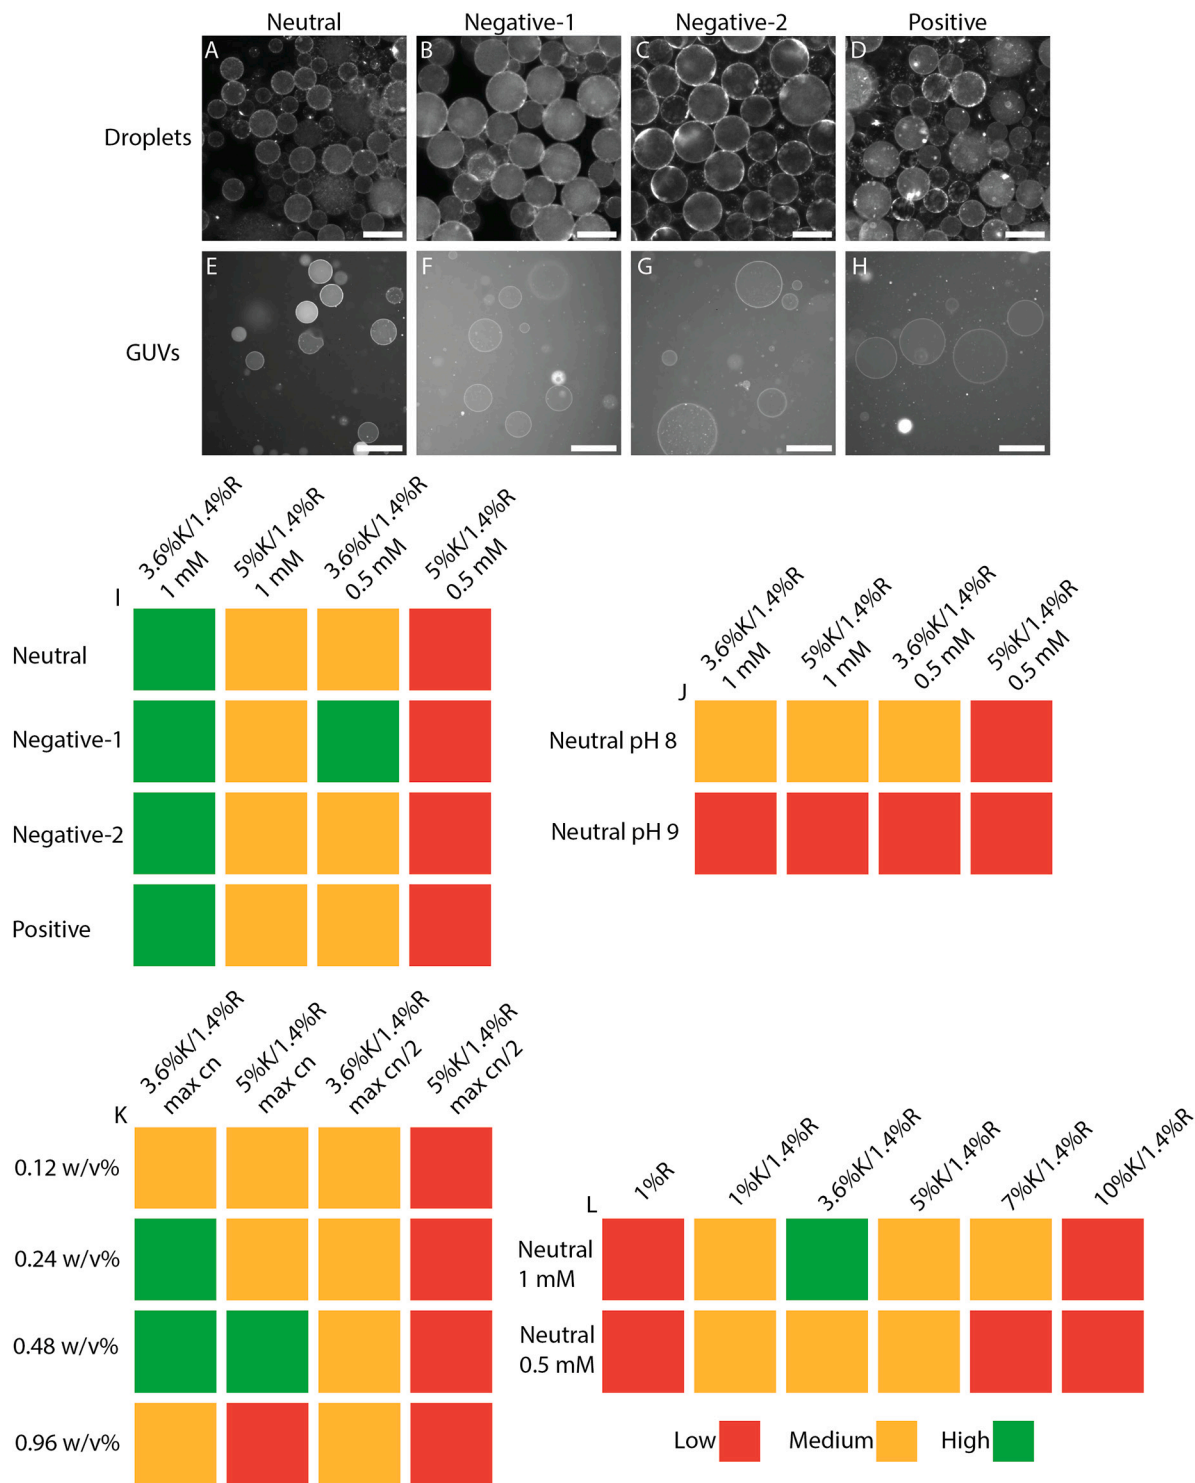 Neutral Negative-1 Negative-2 Positive
Droplets A B C D
GUVs E F G H
I
3.6%K/1.4%R
1 mM
5%K/1.4%R
1 mM
3.6%K/1.4%R
0.5 mM
5%K/1.4%R
0.5 mM
Neutral
Negative-1
Negative-2
Positive
J
3.6%K/1.4%R
1 mM
5%K/1.4%R
1 mM
3.6%K/1.4%R
0.5 mM
5%K/1.4%R
0.5 mM
Neutral pH 8
Neutral pH 9
K
3.6%K/1.4%R
max cn
5%K/1.4%R
max cn
3.6%K/1.4%R
max cn/2
5%K/1.4%R
max cn/2
0.12 w/v%
0.24 w/v%
0.48 w/v%
0.96 w/v%
L
1%R
1%K/1.4%R
3.6%K/1.4%R
5%K/1.4%R
7%K/1.4%R
10%K/1.4%R
Neutral
1 mM
Neutral
0.5 mM
Low Medium High